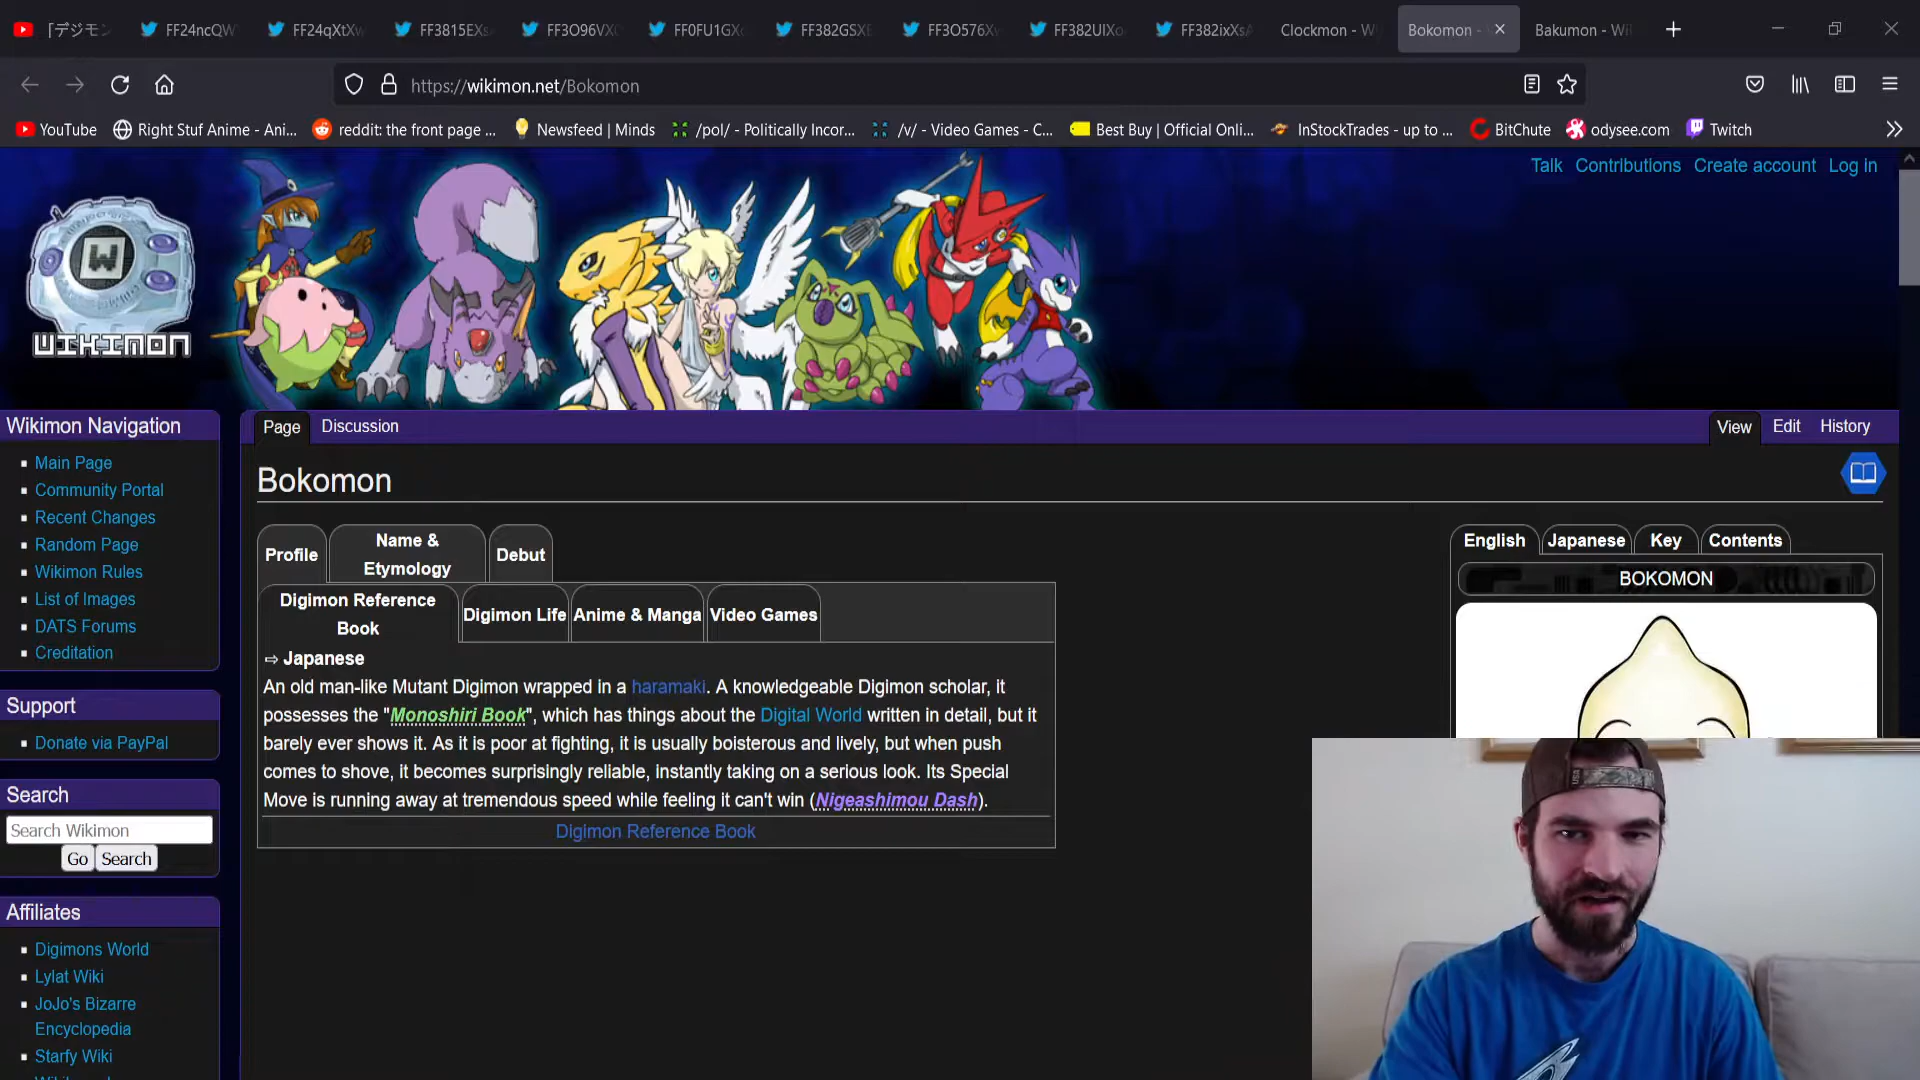 「デジモン
FF24ncQW
FF24qXtXw
FF3815EXs
FF3O96VX
FF0FU1GX
FF382GSXE
FF3O576X
FF382UIXo
FF382ixXsA
Clockmon - W
Bokomon -
Bakumon - Wi
https://wikimon.net/Bokomon
YouTube
Right Stuf Anime - Ani...
reddit: the front page ...
Newsfeed | Minds
/pol/ - Politically Incor...
/v/ - Video Games - C...
Best Buy | Official Onli...
InStockTrades - up to ...
BitChute
odysee.com
Twitch
Talk Contributions Create account Log in
W
WIKIMON
Wikimon Navigation
Main Page
Community Portal
Recent Changes
Random Page
Wikimon Rules
List of Images
DATS Forums
Creditation
Support
Donate via PayPal
Search
Search Wikimon
Go Search
Affiliates
Digimons World
Lylat Wiki
JoJo's Bizarre
Encyclopedia
Starfy Wiki
Page Discussion
View Edit History
Bokomon
Profile
Name &
Etymology
Debut
Digimon Reference
Book
Digimon Life
Anime & Manga
Video Games
⇨ Japanese
An old man-like Mutant Digimon wrapped in a haramaki. A knowledgeable Digimon scholar, it
possesses the "Monoshiri Book", which has things about the Digital World written in detail, but it
barely ever shows it. As it is poor at fighting, it is usually boisterous and lively, but when push
comes to shove, it becomes surprisingly reliable, instantly taking on a serious look. Its Special
Move is running away at tremendous speed while feeling it can't win (Nigeashimou Dash).
Digimon Reference Book
English Japanese Key Contents
BOKOMON
USA